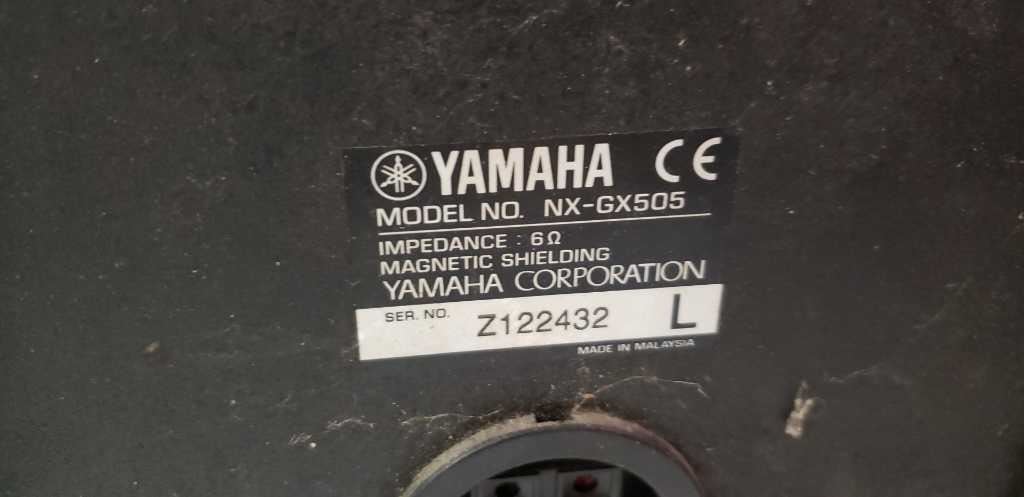 YAMAHA CE
MODEL NO. NX-GX505
IMPEDANCE : 6Ω
MAGNETIC SHIELDING
YAMAHA CORPORATION
SER. NO. Z122432 L
MADE IN MALAYSIA